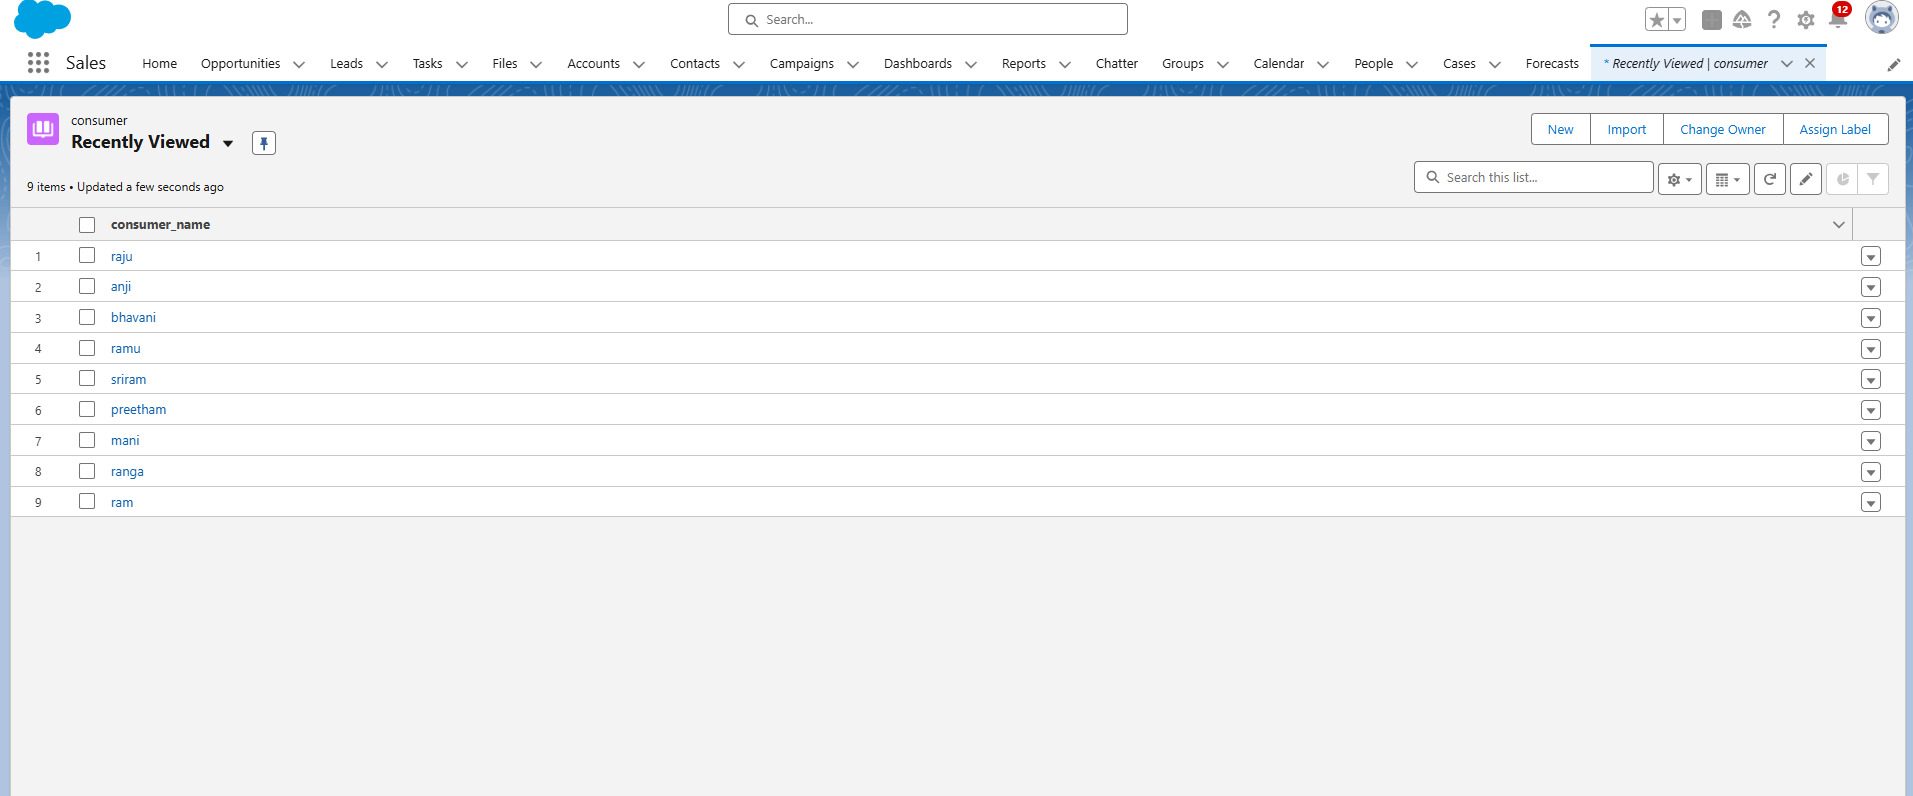 Search...
12
Sales Home Opportunities Leads Tasks Files Accounts Contacts Campaigns Dashboards Reports Chatter Groups Calendar People Cases Forecasts * Recently Viewed | consumer
consumer
Recently Viewed
New Import Change Owner Assign Label
9 items • Updated a few seconds ago
Search this list...
consumer_name
1 raju
2 anji
3 bhavani
4 ramu
5 sriram
6 preetham
7 mani
8 ranga
9 ram